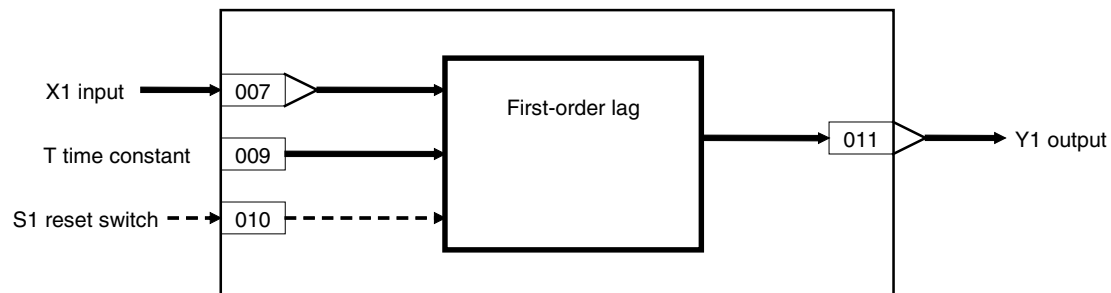 X1 input
007
First-order lag
T time constant
009
011
Y1 output
S1 reset switch
010